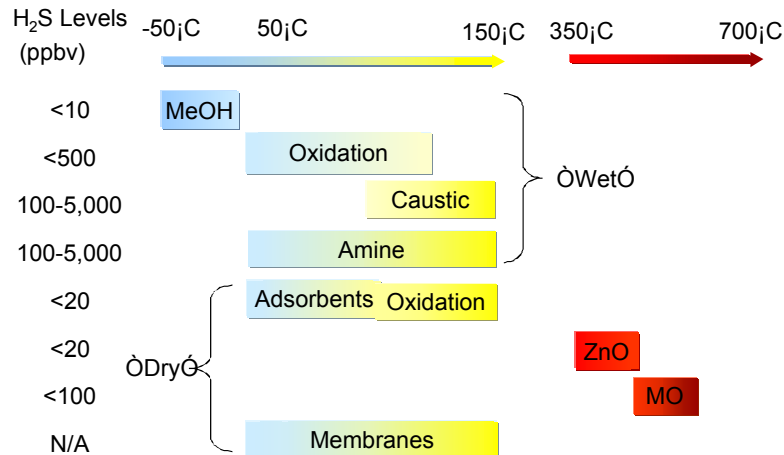 H₂S Levels
(ppbv)
-50¡C 50¡C 150¡C 350¡C 700¡C
<10 MeOH
<500 Oxidation
ÒWetÓ
100-5,000 Caustic
100-5,000 Amine
<20 Adsorbents Oxidation
<20 ZnO
ÒDryÓ
<100 MO
N/A Membranes